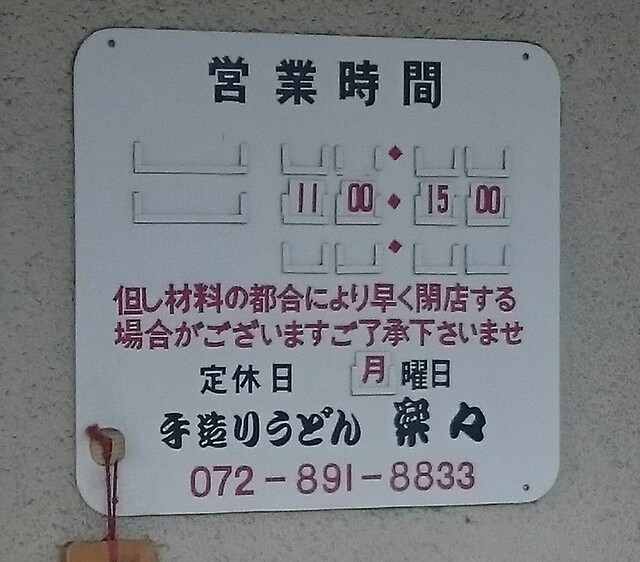 営業時間
11 00 ◆ 15 00
但し材料の都合により早く閉店する
場合がございますご了承下さいませ
定休日 月 曜日
手造りうどん 楽々
072-891-8833